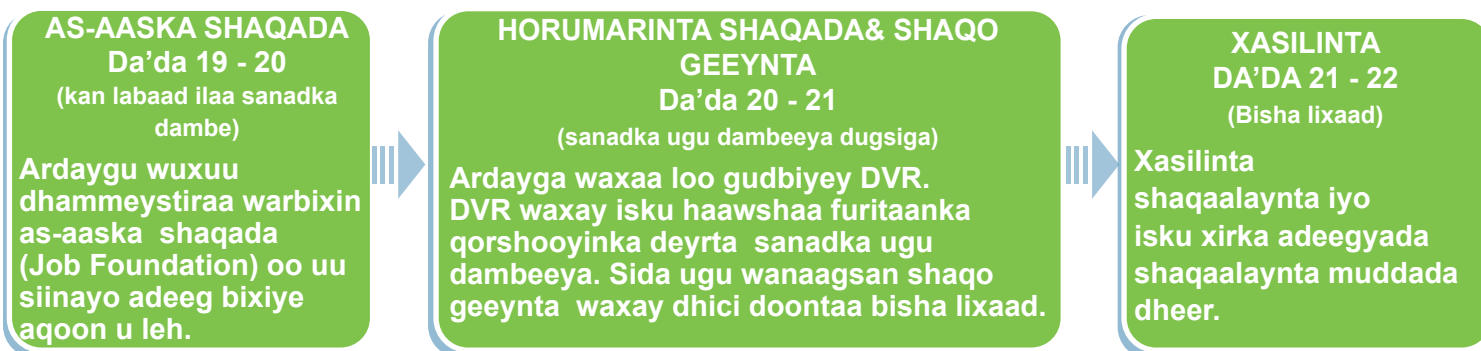 AS-AASKA SHAQADA
Da’da 19 - 20
(kan labaad ilaa sanadka
dambe)
Ardaygu wuxuu
dhammeystiraa warbixin
as-aaska shaqada
(Job Foundation) oo uu
siinayo adeeg bixiye
aqoon u leh.
HORUMARINTA SHAQADA& SHAQO
GEEYNTA
Da’da 20 - 21
(sanadka ugu dambeeya dugsiga)
Ardayga waxaa loo gudbiyey DVR.
DVR waxay isku haawshaa furitaanka
qorshooyinka deyrta sanadka ugu
dambeeya. Sida ugu wanaagsan shaqo
geeynta waxay dhici doontaa bisha lixaad.
XASILINTA
DA’DA 21 - 22
(Bisha lixaad)
Xasilinta
shaqaalaynta iyo
isku xirka adeegyada
shaqaalaynta muddada
dheer.